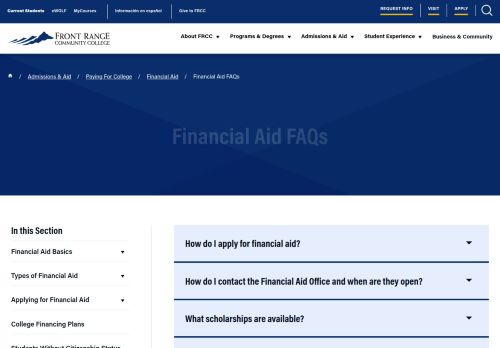 Current Students eWOLF MyCourses Información en español Give to FRCC REQUEST INFO VISIT APPLY
FRONT RANGE
COMMUNITY COLLEGE
About FRCC Programs & Degrees Admissions & Aid Student Experience Business & Community
/ Admissions & Aid / Paying For College / Financial Aid / Financial Aid FAQs
Financial Aid FAQs
In this Section
Financial Aid Basics
Types of Financial Aid
Applying for Financial Aid
College Financing Plans
Students Without Citizenship Status
How do I apply for financial aid?
How do I contact the Financial Aid Office and when are they open?
What scholarships are available?